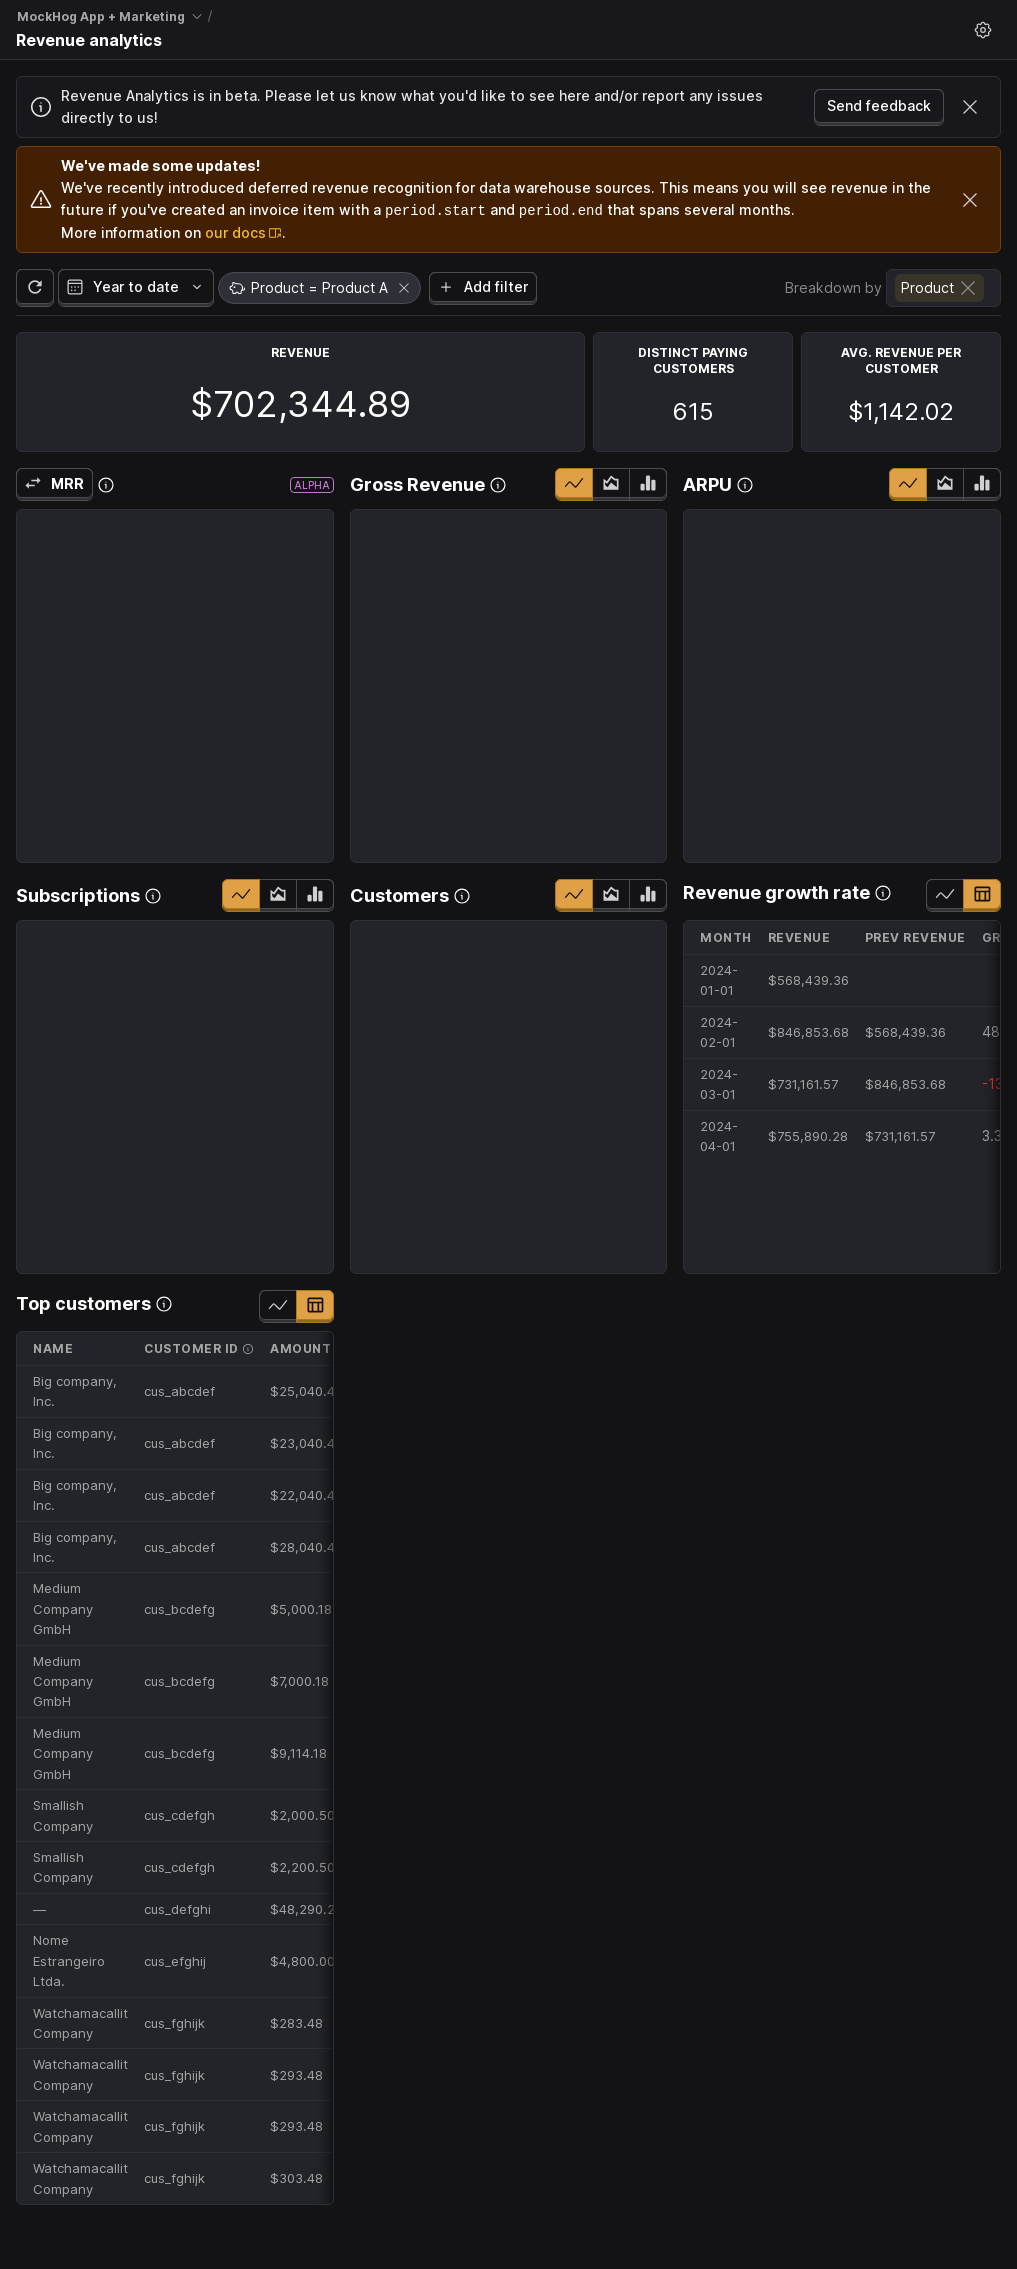 MockHog App + Marketing /
Revenue analytics
Revenue Analytics is in beta. Please let us know what you'd like to see here and/or report any issues
directly to us!
Send feedback
We've made some updates!
We've recently introduced deferred revenue recognition for data warehouse sources. This means you will see revenue in the
future if you've created an invoice item with a period.start and period.end that spans several months.
More information on our docs.
Year to date
Product = Product A
Add filter
Breakdown by
Product
REVENUE
$702,344.89
DISTINCT PAYING
CUSTOMERS
615
AVG. REVENUE PER
CUSTOMER
$1,142.02
MRR
ALPHA
Gross Revenue
ARPU
Subscriptions
Customers
Revenue growth rate
MONTH REVENUE PREV REVENUE GR
2024-
01-01
$568,439.36
2024-
02-01
$846,853.68 $568,439.36 48
2024-
03-01
$731,161.57 $846,853.68 -13
2024-
04-01
$755,890.28 $731,161.57 3.3
Top customers
NAME CUSTOMER ID AMOUNT
Big company,
Inc.
cus_abcdef $25,040.4
Big company,
Inc.
cus_abcdef $23,040.4
Big company,
Inc.
cus_abcdef $22,040.4
Big company,
Inc.
cus_abcdef $28,040.4
Medium
Company
GmbH
cus_bcdefg $5,000.18
Medium
Company
GmbH
cus_bcdefg $7,000.18
Medium
Company
GmbH
cus_bcdefg $9,114.18
Smallish
Company
cus_cdefgh $2,000.50
Smallish
Company
cus_cdefgh $2,200.50
— cus_defghi $48,290.2
Nome
Estrangeiro
Ltda.
cus_efghij $4,800.00
Watchamacallit
Company
cus_fghijk $283.48
Watchamacallit
Company
cus_fghijk $293.48
Watchamacallit
Company
cus_fghijk $293.48
Watchamacallit
Company
cus_fghijk $303.48